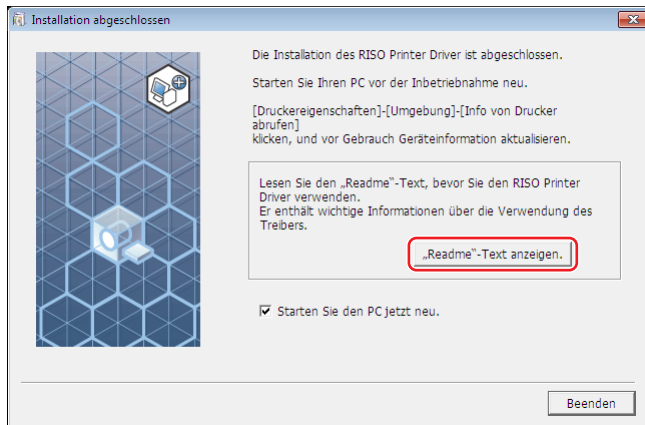 Installation abgeschlossen
Die Installation des RISO Printer Driver ist abgeschlossen.
Starten Sie Ihren PC vor der Inbetriebnahme neu.
[Druckereigenschaften]-[Umgebung]-[Info von Drucker
abrufen]
klicken, und vor Gebrauch Geräteinformation aktualisieren.
Lesen Sie den „Readme“-Text, bevor Sie den RISO Printer
Driver verwenden.
Er enthält wichtige Informationen über die Verwendung des
Treibers.
„Readme“-Text anzeigen.
Starten Sie den PC jetzt neu.
Beenden